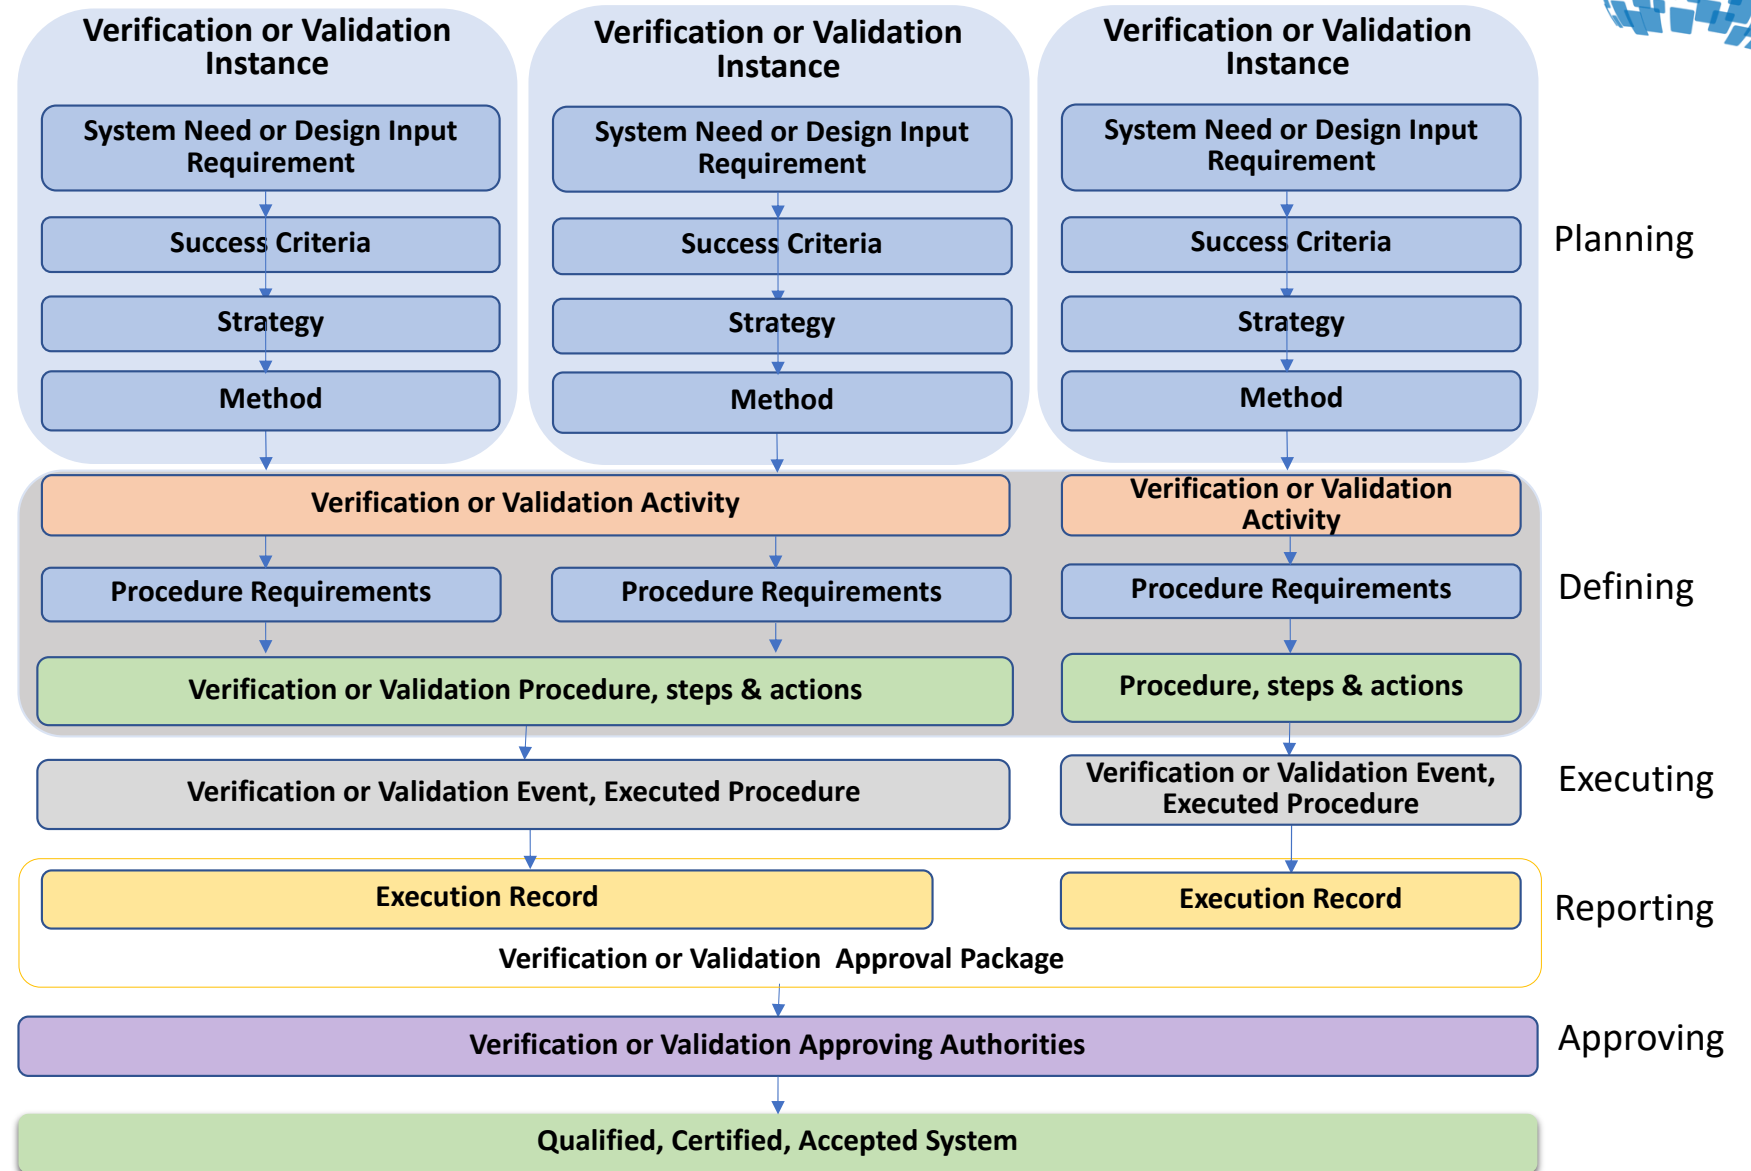 Verification or Validation
Instance
Verification or Validation
Instance
Verification or Validation
Instance
System Need or Design Input
Requirement
System Need or Design Input
Requirement
System Need or Design Input
Requirement
Success Criteria
Success Criteria
Success Criteria
Planning
Strategy
Strategy
Strategy
Method
Method
Method
Verification or Validation Activity
Verification or Validation
Activity
Procedure Requirements
Procedure Requirements
Procedure Requirements
Defining
Verification or Validation Procedure, steps & actions
Procedure, steps & actions
Verification or Validation Event, Executed Procedure
Verification or Validation Event,
Executed Procedure
Executing
Execution Record
Execution Record
Reporting
Verification or Validation  Approval Package
Verification or Validation Approving Authorities
Approving
Qualified, Certified, Accepted System